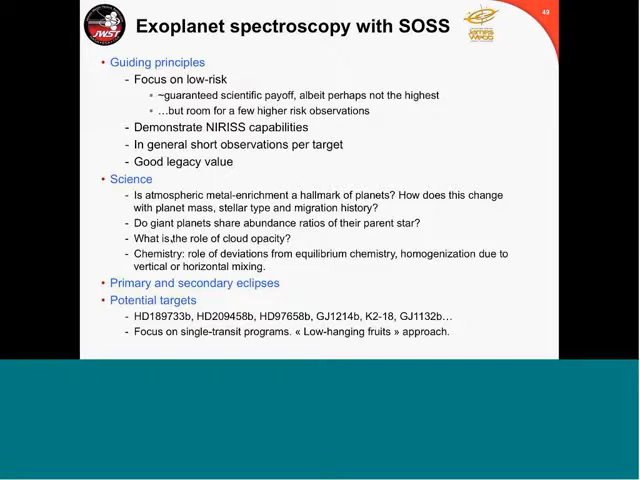 49
JWST
Exoplanet spectroscopy with SOSS
James Webb
• Guiding principles
- Focus on low-risk
▪ ~guaranteed scientific payoff, albeit perhaps not the highest
▪ …but room for a few higher risk observations
- Demonstrate NIRISS capabilities
- In general short observations per target
- Good legacy value
• Science
- Is atmospheric metal-enrichment a hallmark of planets? How does this change
with planet mass, stellar type and migration history?
- Do giant planets share abundance ratios of their parent star?
- What is the role of cloud opacity?
- Chemistry: role of deviations from equilibrium chemistry, homogenization due to
vertical or horizontal mixing.
• Primary and secondary eclipses
• Potential targets
- HD189733b, HD209458b, HD97658b, GJ1214b, K2-18, GJ1132b…
- Focus on single-transit programs. « Low-hanging fruits » approach.